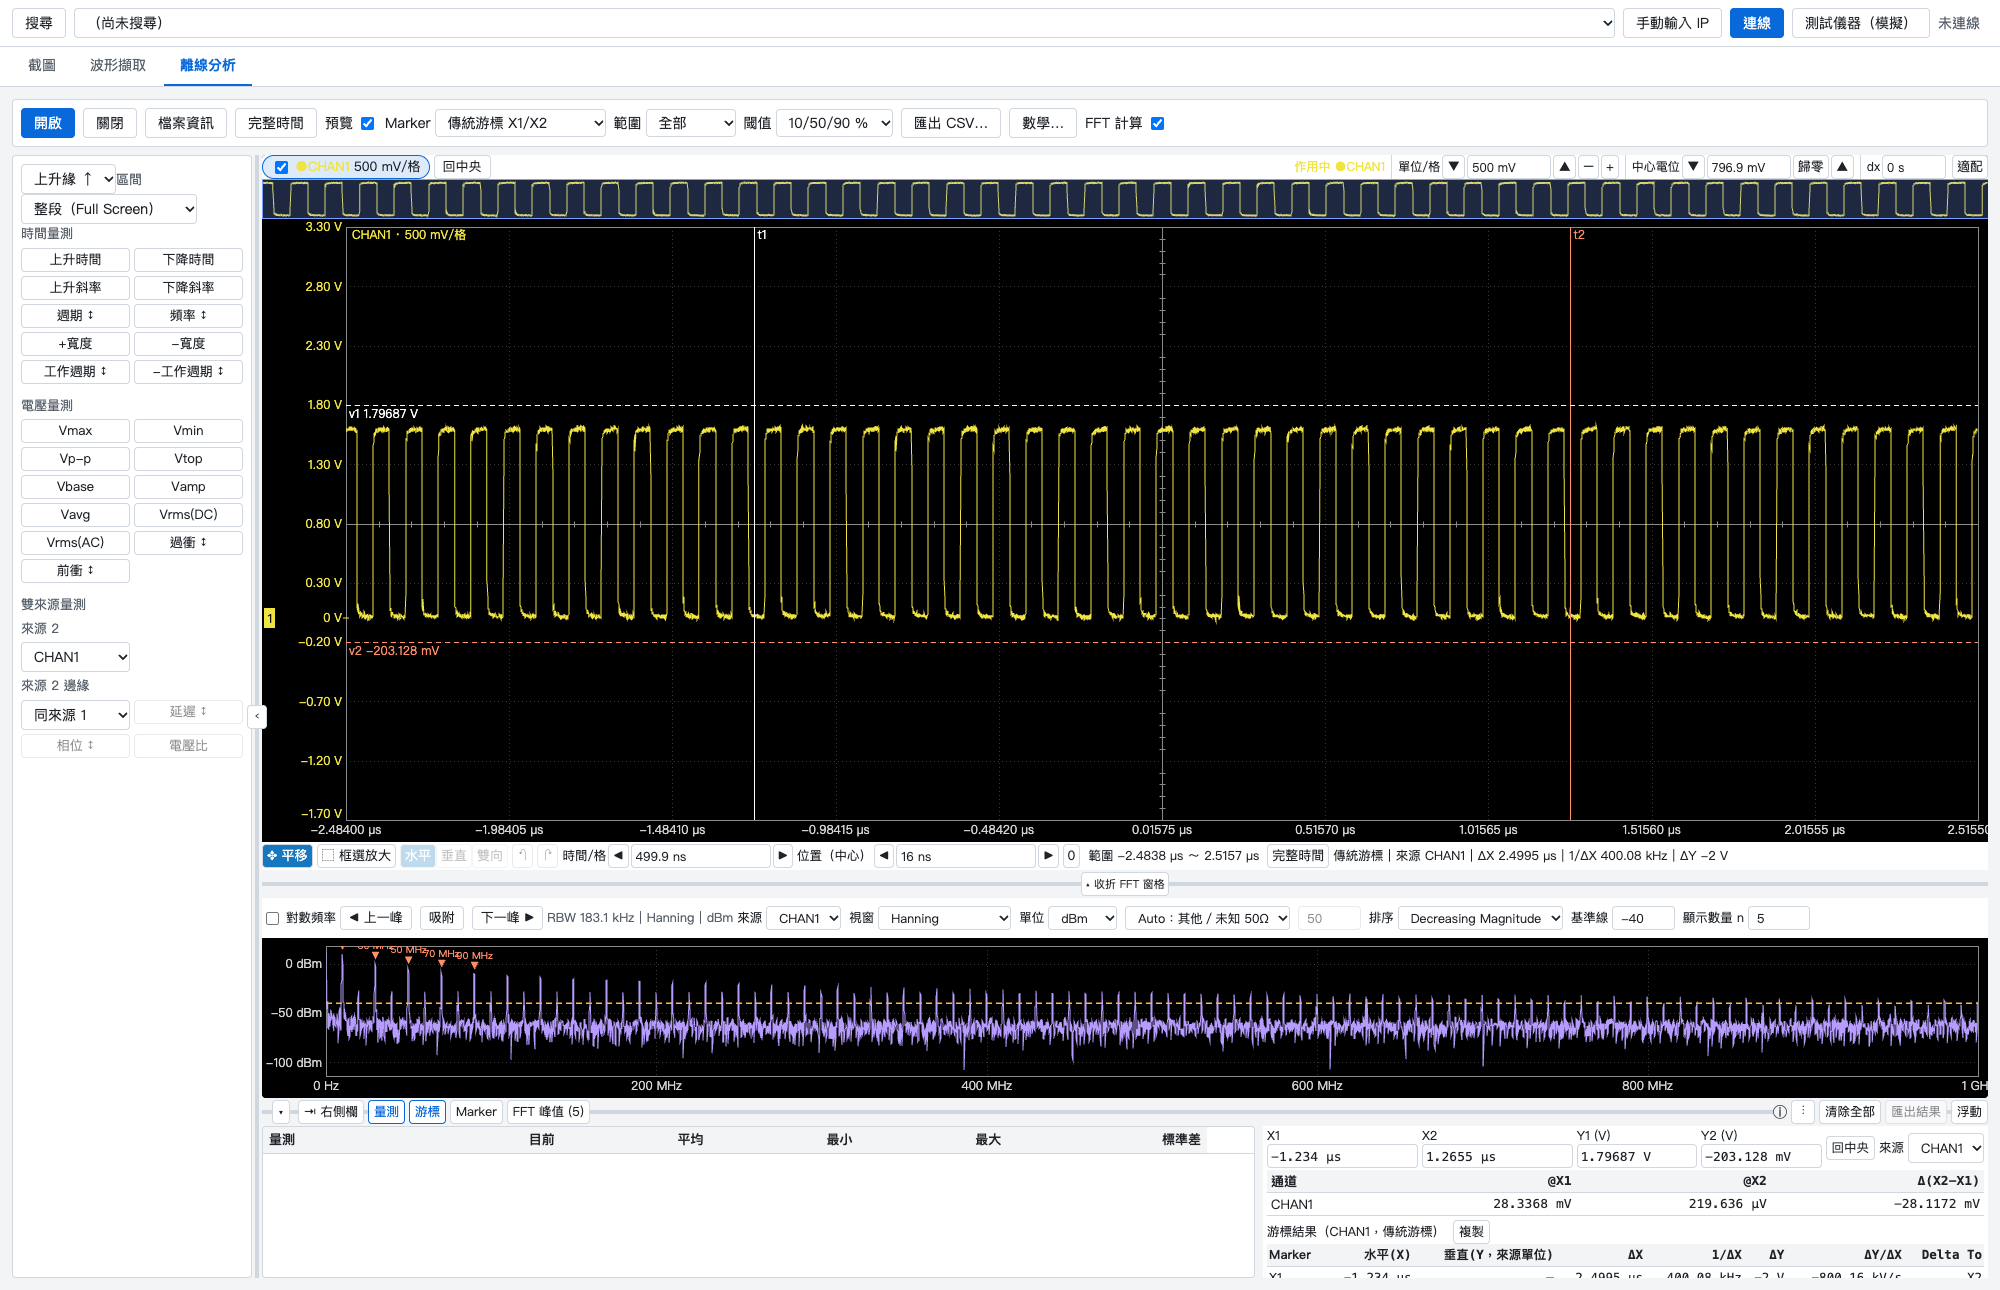 搜尋 （尚未搜尋） 手動輸入 IP 連線 測試儀器（模擬） 未連線
截圖 波形擷取 離線分析
開啟 關閉 檔案資訊 完整時間 預覽 Marker 傳統游標 X1/X2 範圍 全部 閾值 10/50/90 % 匯出 CSV... 數學... FFT 計算
上升緣 ↑ 區間
整段（Full Screen）
時間量測
上升時間 下降時間
上升斜率 下降斜率
週期 ↕ 頻率 ↕
+寬度 −寬度
工作週期 ↕ −工作週期 ↕
電壓量測
Vmax Vmin
Vp-p Vtop
Vbase Vamp
Vavg Vrms(DC)
Vrms(AC) 過衝 ↕
前衝 ↕
雙來源量測
來源 2
CHAN1
來源 2 邊緣
同來源 1 延遲 ↕
相位 ↕ 電壓比
CHAN1 500 mV/格 回中央 作用中 CHAN1 單位/格 ▼ 500 mV ▲ − + 中心電位 ▼ 796.9 mV 歸零 ▲ dx 0 s 適配
CHAN1・500 mV/格 t1 t2
3.30 V
2.80 V
2.30 V
1.80 V
v1 1.79687 V
1.30 V
0.80 V
0.30 V
1 0 V
−0.20 V
v2 −203.128 mV
−0.70 V
−1.20 V
−1.70 V
−2.48400 µs −1.98405 µs −1.48410 µs −0.98415 µs −0.48420 µs 0.01575 µs 0.51570 µs 1.01565 µs 1.51560 µs 2.01555 µs 2.51550
✥ 平移 框選放大 水平 垂直 雙向 時間/格 ◀ 499.9 ns ▶ 位置（中心） ◀ 16 ns ▶ 0 範圍 −2.4838 µs ～ 2.5157 µs 完整時間 傳統游標 | 來源 CHAN1 | ΔX 2.4995 µs | 1/ΔX 400.08 kHz | ΔY −2 V
收折 FFT 窗格
對數頻率 ◀ 上一峰 吸附 下一峰 ▶ RBW 183.1 kHz | Hanning | dBm 來源 CHAN1 視窗 Hanning 單位 dBm Auto：其他 / 未知 50Ω 50 排序 Decreasing Magnitude 基準線 −40 顯示數量 n 5
50 MHz 70 MHz 90 MHz
0 dBm
−50 dBm
−100 dBm
0 Hz 200 MHz 400 MHz 600 MHz 800 MHz 1 GH
⇥ 右側欄 量測 游標 Marker FFT 峰值 (5) ⓘ ⋮ 清除全部 匯出結果 浮動
量測 目前 平均 最小 最大 標準差
X1 X2 Y1 (V) Y2 (V)
−1.234 µs 1.2655 µs 1.79687 V −203.128 mV 回中央 來源 CHAN1
通道 @X1 @X2 Δ(X2−X1)
CHAN1 28.3368 mV 219.636 µV −28.1172 mV
游標結果（CHAN1，傳統游標） 複製
Marker 水平(X) 垂直(Y，來源單位) ΔX 1/ΔX ΔY ΔY/ΔX Delta To
X1 −1.234 µs — 2.4995 µs 400.08 kHz −2 V −800.16 kV/s X2